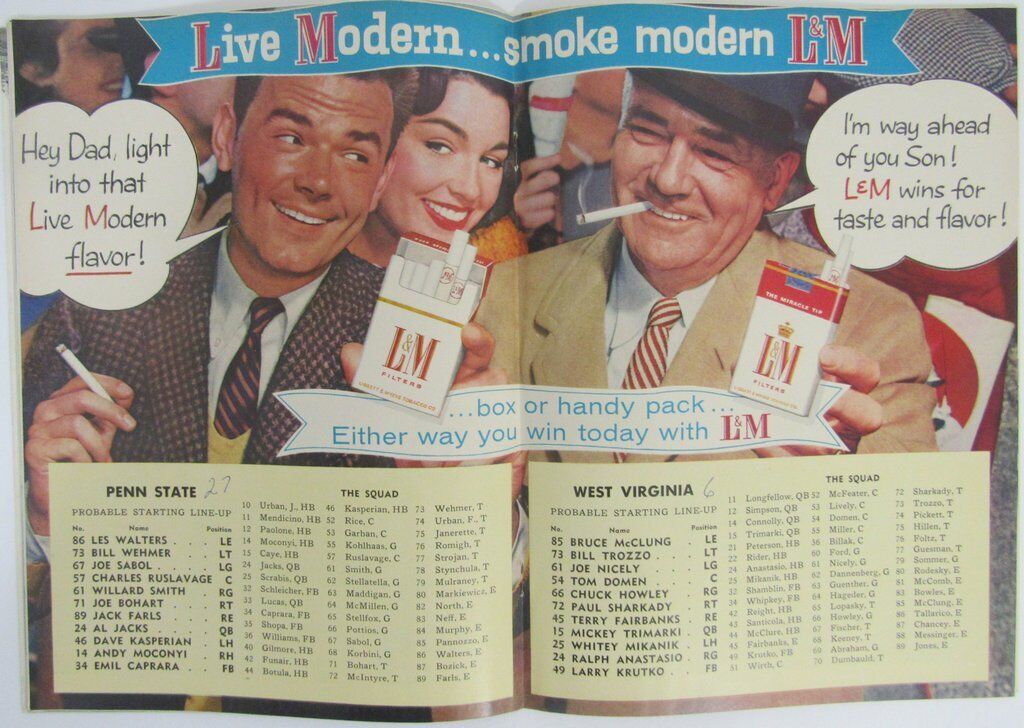 Live Modern...smoke modern L&M
Hey Dad, light
into that
Live Modern
flavor!
I'm way ahead
of you Son!
L&M wins for
taste and flavor!
L&M
FILTERS
LIGGETT & MYERS TOBACCO CO.
THE MIRACLE TIP
L&M
FILTERS
...box or handy pack...
Either way you win today with L&M
PENN STATE 27
PROBABLE STARTING LINE-UP
No. Name Position
86 LES WALTERS . . . LE
73 BILL WEHMER . . . LT
67 JOE SABOL . . . . LG
57 CHARLES RUSLAVAGE C
61 WILLARD SMITH . . RG
71 JOE BOHART . . . RT
89 JACK FARLS . . . RE
24 AL JACKS . . . . QB
46 DAVE KASPERIAN . LH
14 ANDY MOCONYI . . RH
34 EMIL CAPRARA . . FB
THE SQUAD
10 Urban, J., HB
11 Mendicino, HB
12 Paolone, HB
14 Moconyi, HB
15 Caye, HB
24 Jacks, QB
25 Scrabis, QB
32 Schleicher, FB
33 Lucas, QB
34 Caprara, FB
35 Shopa, FB
36 Williams, FB
40 Gilmore, HB
42 Funair, HB
44 Botula, HB
46 Kasperian, HB
52 Rice, C
53 Garban, C
55 Kohlhaas, G
57 Ruslavage, C
61 Smith, G
62 Stellatella, G
63 Maddigan, G
64 McMillen, G
65 Stellfox, G
66 Pottios, G
67 Sabol, G
68 Korbini, G
71 Bohart, T
72 McIntyre, T
73 Wehmer, T
74 Urban, F., T
75 Janerette, T
76 Romigh, T
77 Strojan, T
78 Stynchula, T
79 Mulraney, T
80 Markiewicz, E
82 North, E
83 Neff, E
84 Murphy, E
85 Pannozzo, E
86 Walters, E
87 Bozick, E
89 Farls, E
WEST VIRGINIA 6
PROBABLE STARTING LINE-UP
No. Name Position
85 BRUCE McCLUNG . . LE
73 BILL TROZZO . . . LT
61 JOE NICELY . . . . LG
54 TOM DOMEN . . . C
66 CHUCK HOWLEY . . RG
72 PAUL SHARKADY . . RT
45 TERRY FAIRBANKS . RE
15 MICKEY TRIMARKI . QB
25 WHITEY MIKANIK . LH
24 RALPH ANASTASIO . RG
49 LARRY KRUTKO . . FB
THE SQUAD
11 Longfellow, QB
12 Simpson, QB
14 Connolly, QB
15 Trimarki, QB
21 Peterson, HB
22 Rider, HB
24 Anastasio, HB
25 Mikanik, HB
32 Shamblin, FB
34 Whipkey, FB
42 Reight, HB
43 Santicola, HB
44 McClure, HB
45 Fairbanks, E
49 Krutko, FB
51 Wirth, C
52 McFeater, C
53 Lively, C
54 Domen, C
55 Miller, C
56 Billak, C
60 Ford, G
61 Nicely, G
62 Dannenberg, G
63 Guenther, G
64 Hageder, G
65 Lopasky, T
66 Howley, G
67 Fischer, T
68 Keeney, T
69 Abraham, G
70 Dumbauld, T
72 Sharkady, T
73 Trozzo, T
74 Pickett, T
75 Hillen, T
76 Foltz, T
77 Guesman, T
79 Sommer, G
80 Rodesky, E
81 McComb, E
83 Bowles, E
85 McClung, E
86 Tallarico, E
87 Chancey, E
88 Messinger, E
89 Jones, E